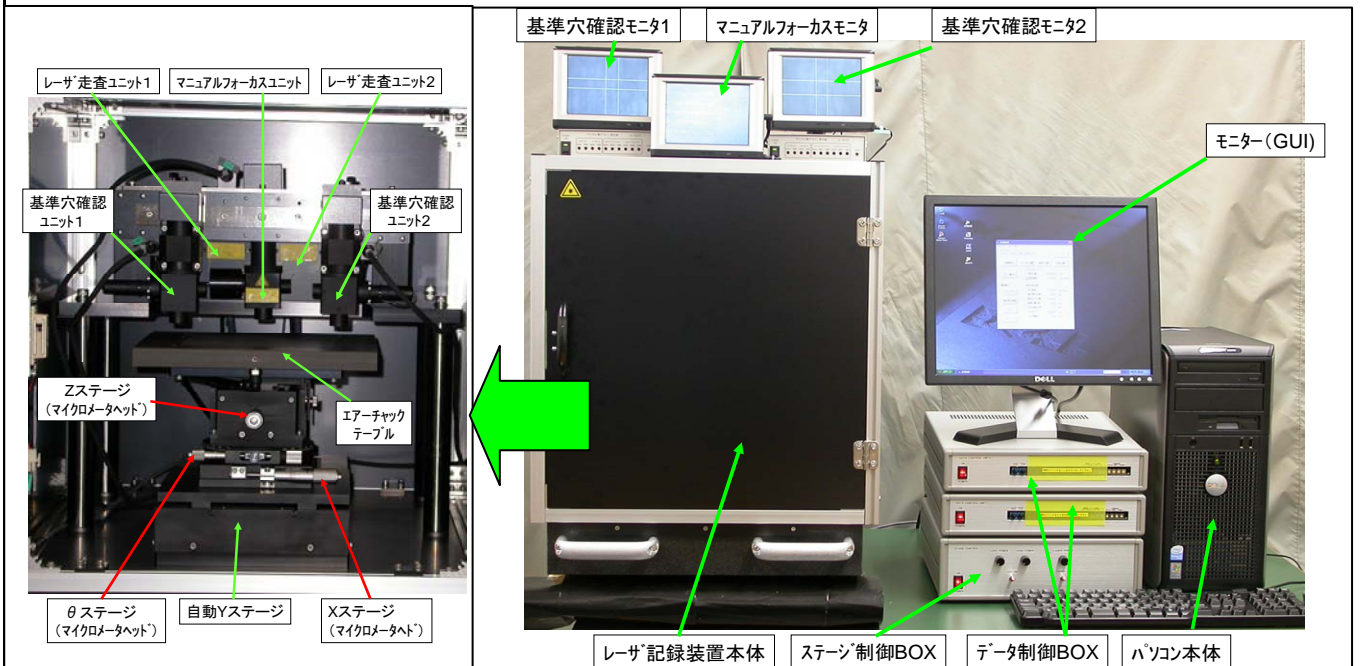 レーザ走査ユニット1
マニュアルフォーカスユニット
レーザ走査ユニット2
基準穴確認
ユニット1
基準穴確認
ユニット2
Zステージ
(マイクロメータヘッド)
エアーチャック
テーブル
θステージ
(マイクロメータヘッド)
自動Yステージ
Xステージ
(マイクロメータヘド)
基準穴確認モニタ1
マニュアルフォーカスモニタ
基準穴確認モニタ2
モニター(GUI)
DELL
レーザ記録装置本体
ステージ制御BOX
データ制御BOX
パソコン本体